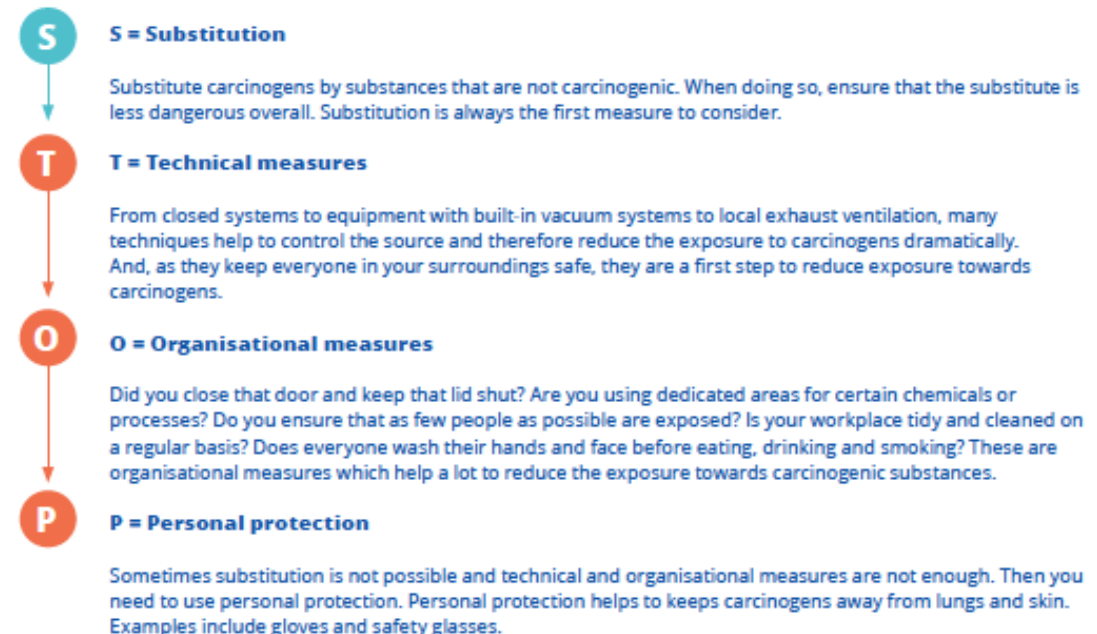 S
S = Substitution
Substitute carcinogens by substances that are not carcinogenic. When doing so, ensure that the substitute is
less dangerous overall. Substitution is always the first measure to consider.
T
T = Technical measures
From closed systems to equipment with built-in vacuum systems to local exhaust ventilation, many
techniques help to control the source and therefore reduce the exposure to carcinogens dramatically.
And, as they keep everyone in your surroundings safe, they are a first step to reduce exposure towards
carcinogens.
O
O = Organisational measures
Did you close that door and keep that lid shut? Are you using dedicated areas for certain chemicals or
processes? Do you ensure that as few people as possible are exposed? Is your workplace tidy and cleaned on
a regular basis? Does everyone wash their hands and face before eating, drinking and smoking? These are
organisational measures which help a lot to reduce the exposure towards carcinogenic substances.
P
P = Personal protection
Sometimes substitution is not possible and technical and organisational measures are not enough. Then you
need to use personal protection. Personal protection helps to keeps carcinogens away from lungs and skin.
Examples include gloves and safety glasses.